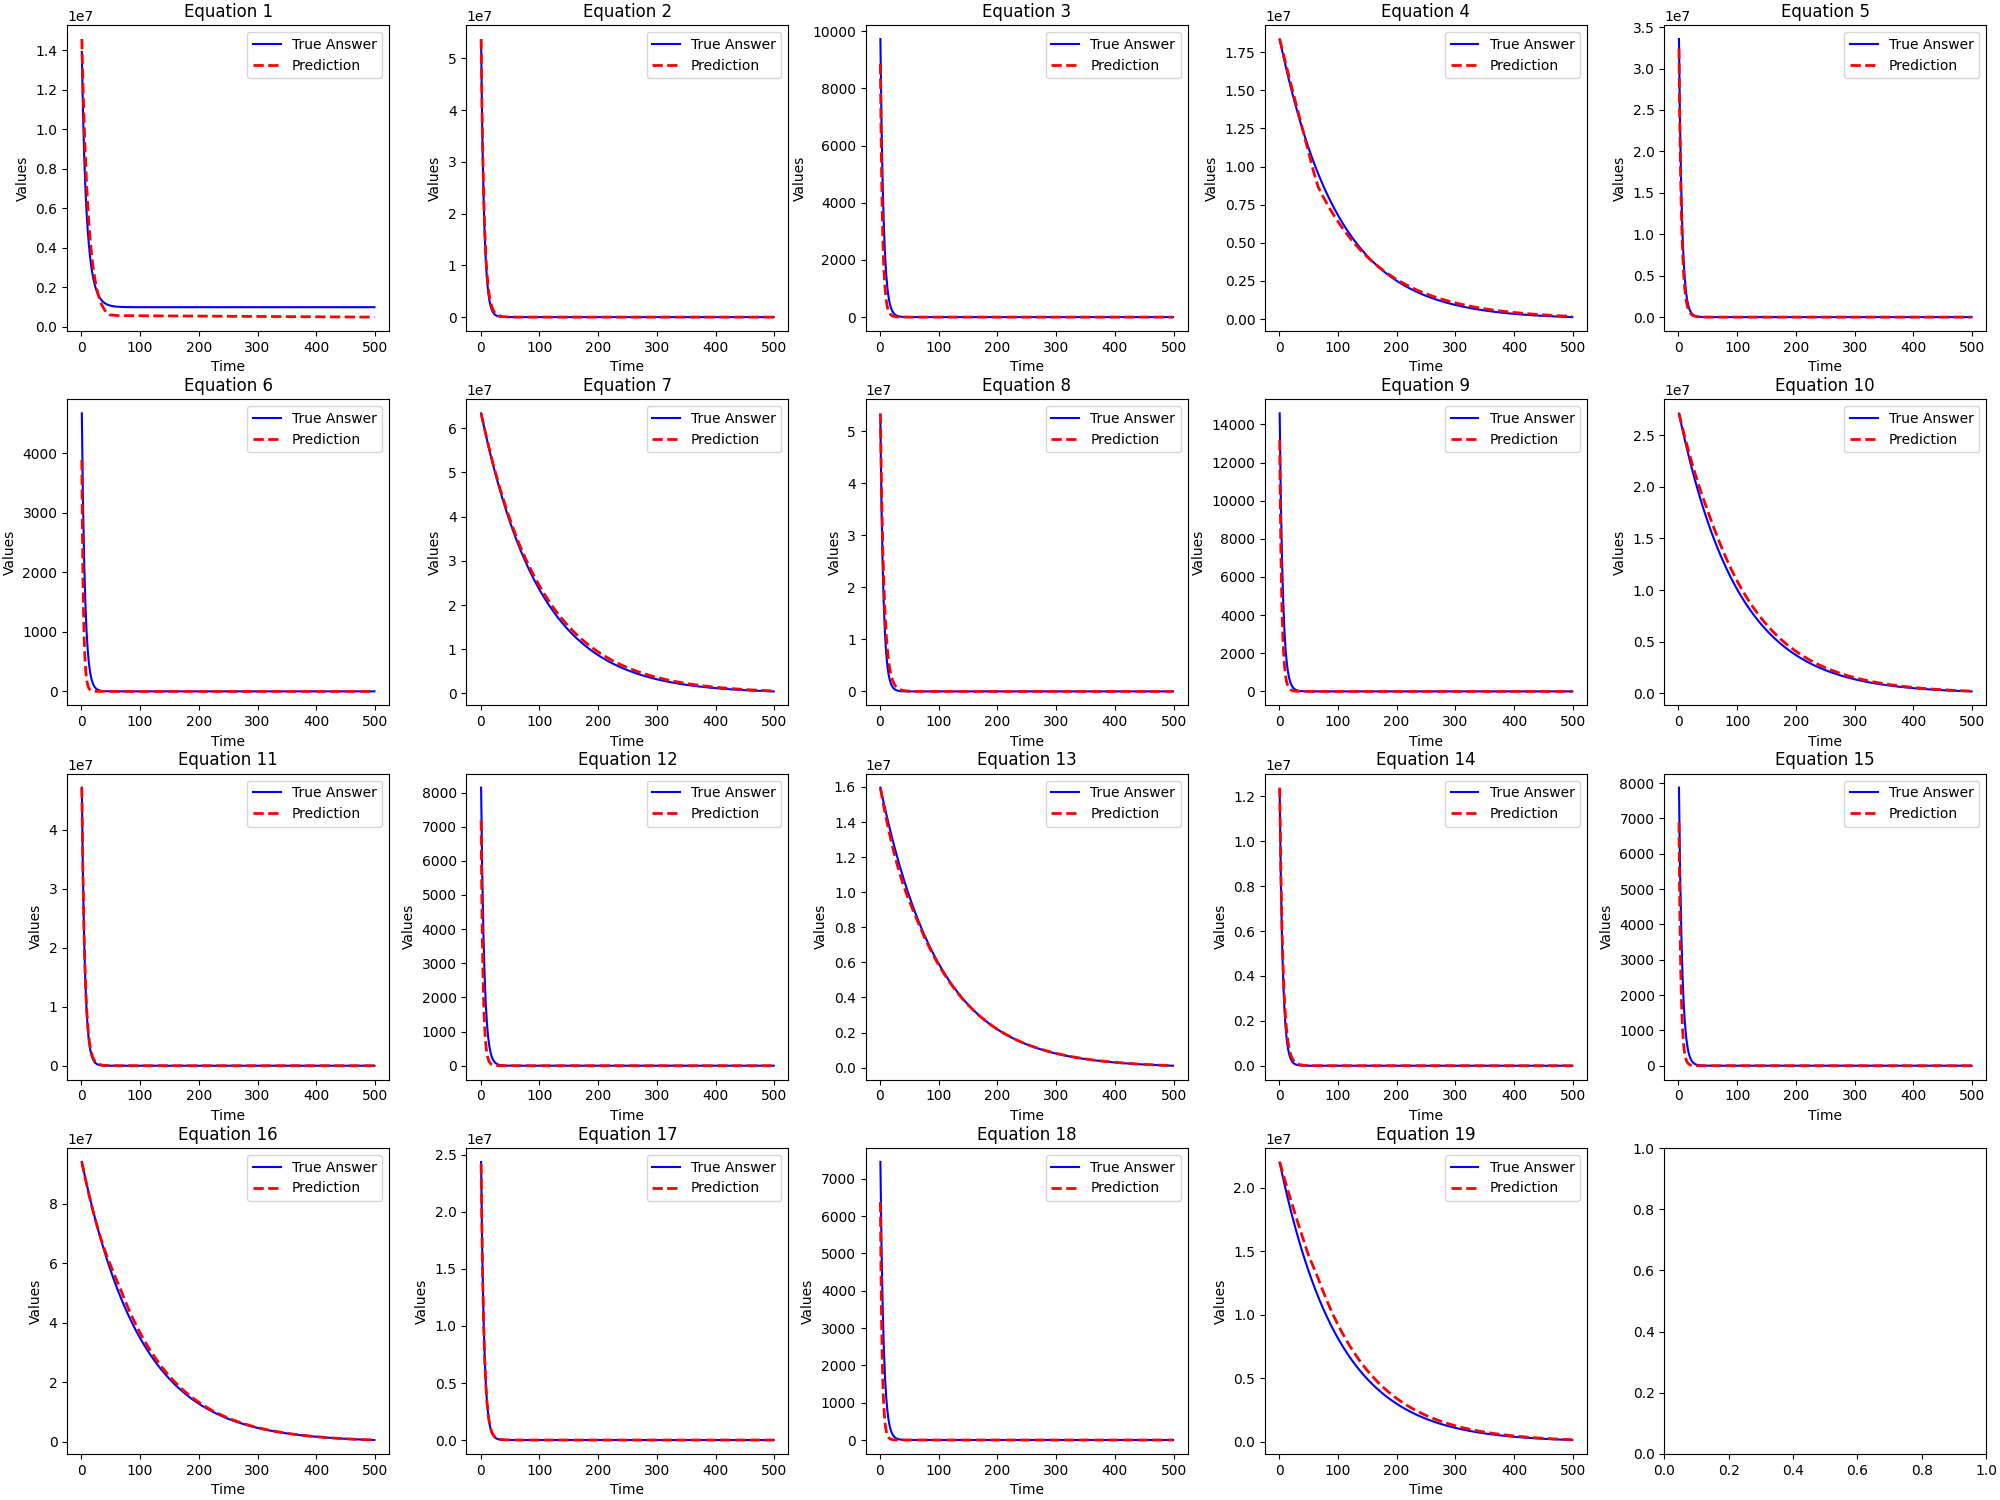 Equation 1
1e7
True Answer
Prediction
Values
1.4
1.2
1.0
0.8
0.6
0.4
0.2
0.0
0 100 200 300 400 500
Time
Equation 2
1e7
True Answer
Prediction
Values
5
4
3
2
1
0
0 100 200 300 400 500
Time
Equation 3
True Answer
Prediction
Values
10000
8000
6000
4000
2000
0
0 100 200 300 400 500
Time
Equation 4
1e7
True Answer
Prediction
Values
1.75
1.50
1.25
1.00
0.75
0.50
0.25
0.00
0 100 200 300 400 500
Time
Equation 5
1e7
True Answer
Prediction
Values
3.5
3.0
2.5
2.0
1.5
1.0
0.5
0.0
0 100 200 300 400 500
Time
Equation 6
True Answer
Prediction
Values
4000
3000
2000
1000
0
0 100 200 300 400 500
Time
Equation 7
1e7
True Answer
Prediction
Values
6
5
4
3
2
1
0
0 100 200 300 400 500
Time
Equation 8
1e7
True Answer
Prediction
Values
5
4
3
2
1
0
0 100 200 300 400 500
Time
Equation 9
True Answer
Prediction
Values
14000
12000
10000
8000
6000
4000
2000
0
0 100 200 300 400 500
Time
Equation 10
1e7
True Answer
Prediction
Values
2.5
2.0
1.5
1.0
0.5
0.0
0 100 200 300 400 500
Time
Equation 11
1e7
True Answer
Prediction
Values
4
3
2
1
0
0 100 200 300 400 500
Time
Equation 12
True Answer
Prediction
Values
8000
7000
6000
5000
4000
3000
2000
1000
0
0 100 200 300 400 500
Time
Equation 13
1e7
True Answer
Prediction
Values
1.6
1.4
1.2
1.0
0.8
0.6
0.4
0.2
0.0
0 100 200 300 400 500
Time
Equation 14
1e7
True Answer
Prediction
Values
1.2
1.0
0.8
0.6
0.4
0.2
0.0
0 100 200 300 400 500
Time
Equation 15
True Answer
Prediction
Values
8000
7000
6000
5000
4000
3000
2000
1000
0
0 100 200 300 400 500
Time
Equation 16
1e7
True Answer
Prediction
Values
8
6
4
2
0
0 100 200 300 400 500
Time
Equation 17
1e7
True Answer
Prediction
Values
2.5
2.0
1.5
1.0
0.5
0.0
0 100 200 300 400 500
Time
Equation 18
True Answer
Prediction
Values
7000
6000
5000
4000
3000
2000
1000
0
0 100 200 300 400 500
Time
Equation 19
1e7
True Answer
Prediction
Values
2.0
1.5
1.0
0.5
0.0
0 100 200 300 400 500
Time
1.0
0.8
0.6
0.4
0.2
0.0
0.0 0.2 0.4 0.6 0.8 1.0